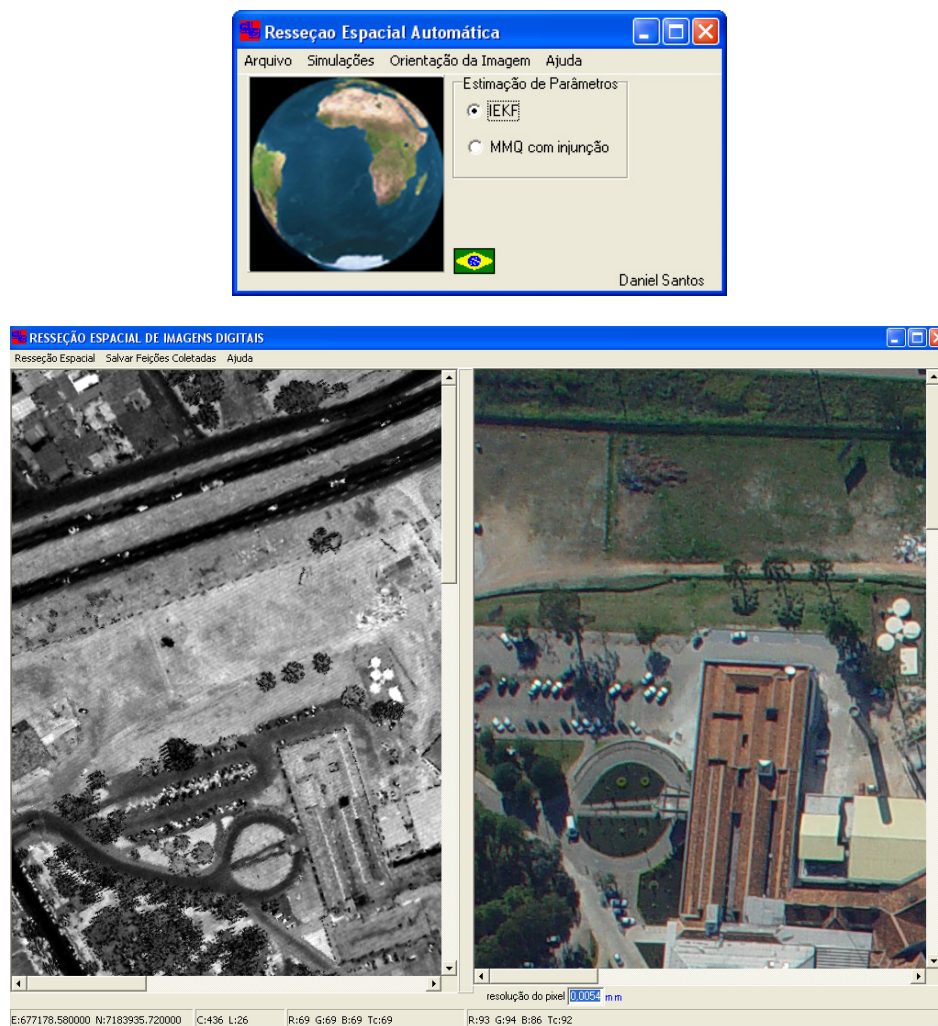 Resseçao Espacial Automática
Arquivo Simulações Orientação da Imagem Ajuda
Estimação de Parâmetros
IEKF
MMQ com injunção
Daniel Santos
RESSEÇÃO ESPACIAL DE IMAGENS DIGITAIS
Resseção Espacial Salvar Feições Coletadas Ajuda
resolução do pixel 0,0054 mm
E:677178.580000 N:7183935.720000 C:436 L:26 R:69 G:69 B:69 Tc:69 R:93 G:94 B:86 Tc:92